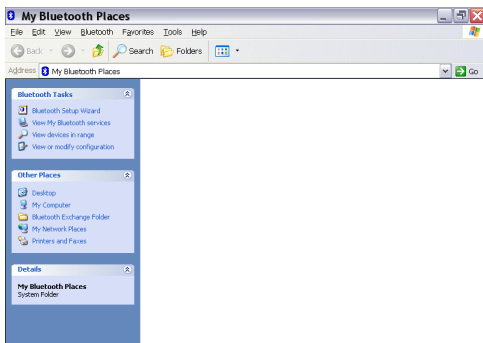 My Bluetooth Places
File Edit View Bluetooth Favorites Tools Help
Back Search Folders
Address My Bluetooth Places Go
Bluetooth Tasks
Bluetooth Setup Wizard
View My Bluetooth services
View devices in range
View or modify configuration
Other Places
Desktop
My Computer
Bluetooth Exchange Folder
My Network Places
Printers and Faxes
Details
My Bluetooth Places
System Folder